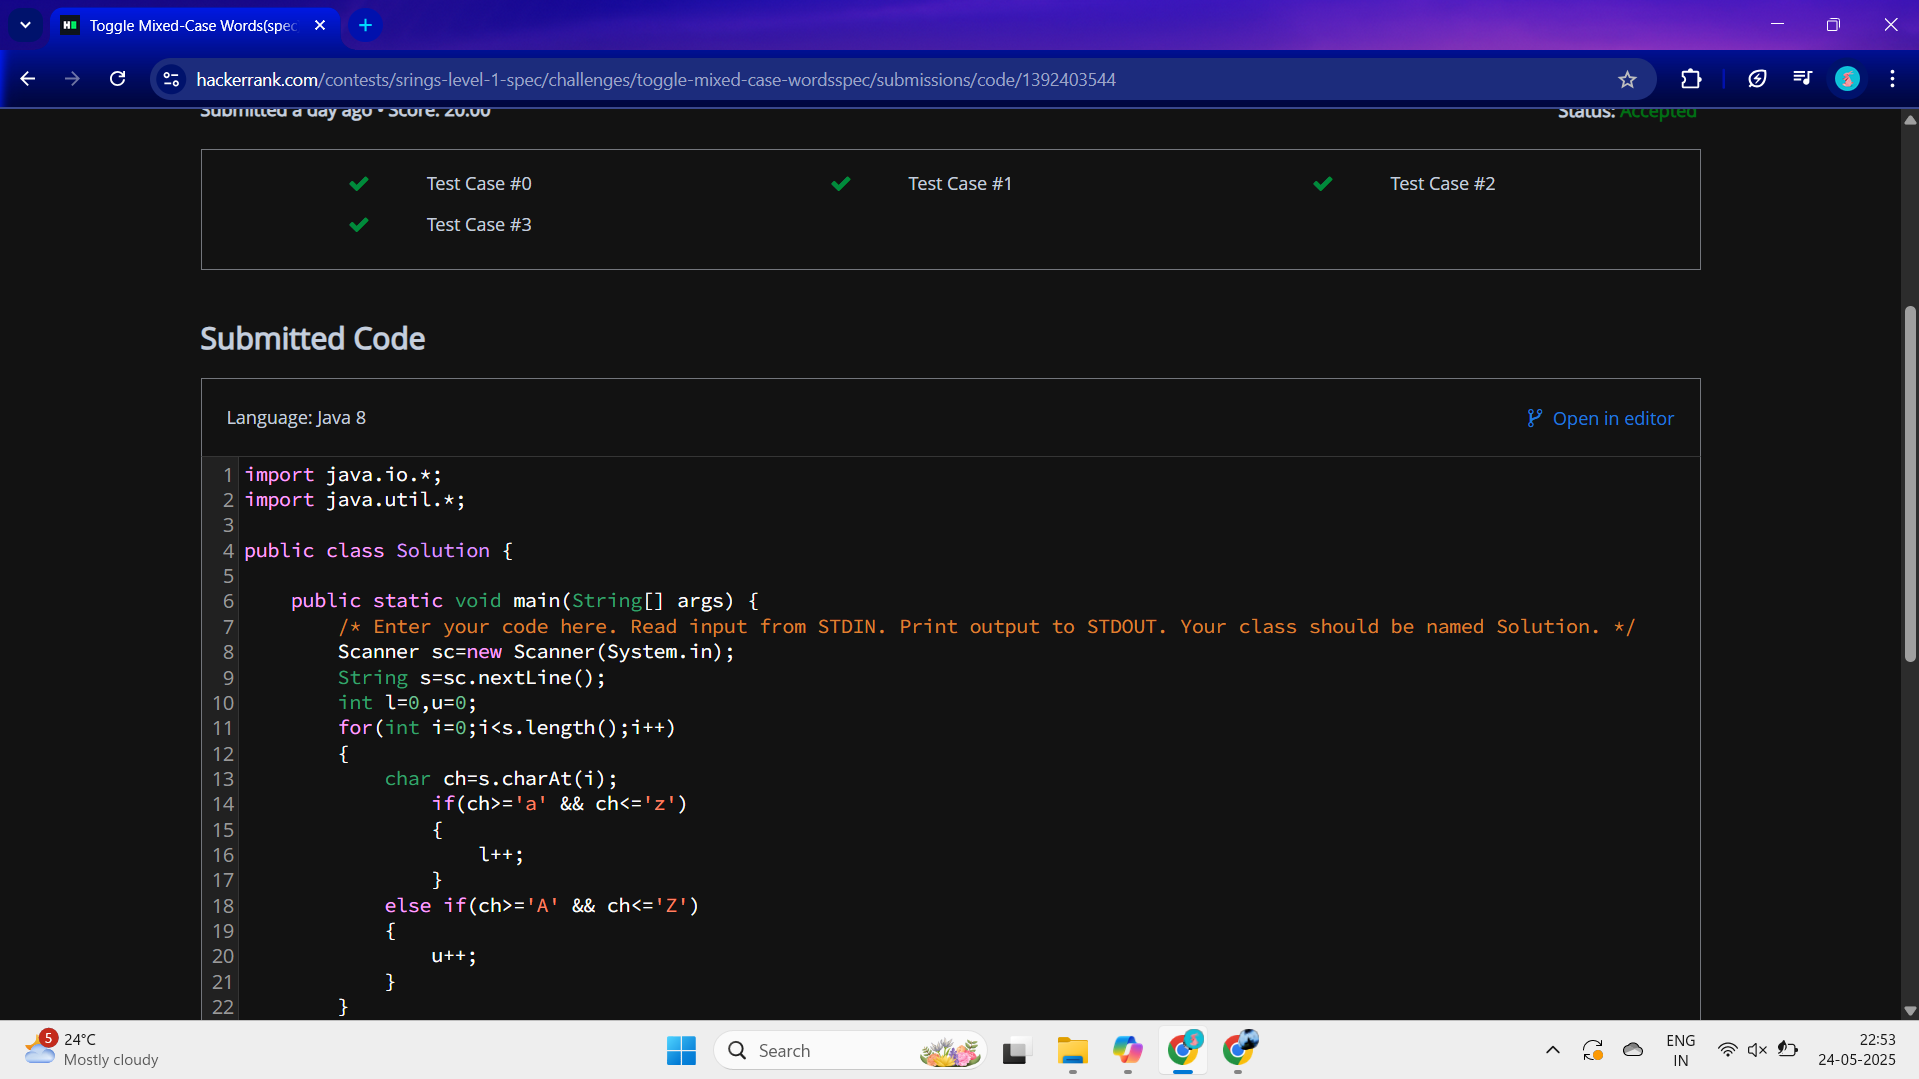 Toggle Mixed-Case Words(spec
hackerrank.com/contests/srings-level-1-spec/challenges/toggle-mixed-case-wordsspec/submissions/code/1392403544
Submitted a day ago • Score: 20.00
Status: Accepted
Test Case #0
Test Case #1
Test Case #2
Test Case #3
Submitted Code
Language: Java 8
Open in editor
1 import java.io.*;
2 import java.util.*;
3
4 public class Solution {
5
6 public static void main(String[] args) {
7 /* Enter your code here. Read input from STDIN. Print output to STDOUT. Your class should be named Solution. */
8 Scanner sc=new Scanner(System.in);
9 String s=sc.nextLine();
10 int l=0,u=0;
11 for(int i=0;i<s.length();i++)
12 {
13 char ch=s.charAt(i);
14 if(ch>='a' && ch<='z')
15 {
16 l++;
17 }
18 else if(ch>='A' && ch<='Z')
19 {
20 u++;
21 }
22 }
5
24°C
Mostly cloudy
Search
ENG
IN
22:53
24-05-2025